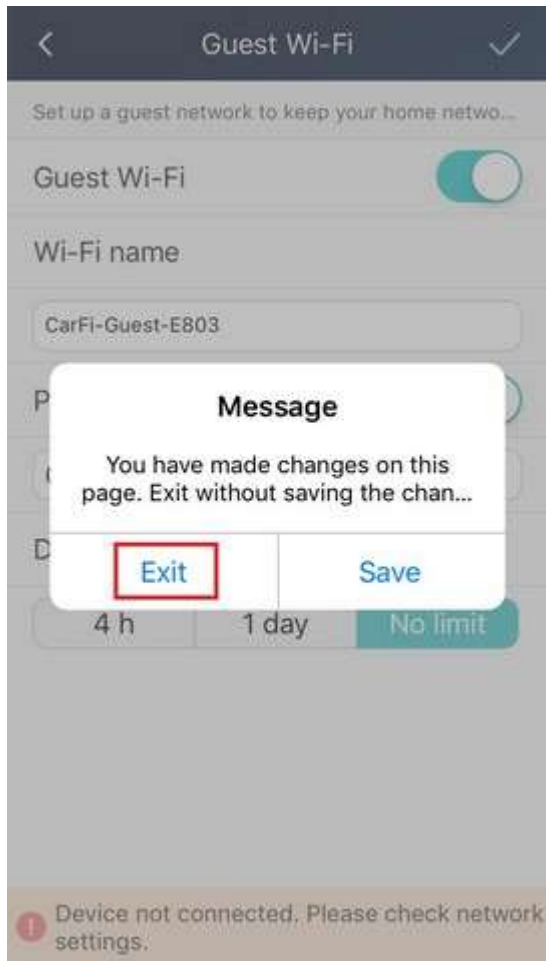 Guest Wi-Fi
Set up a guest network to keep your home netwo...
Guest Wi-Fi
Wi-Fi name
CarFi-Guest-E803
P
Message
You have made changes on this
page. Exit without saving the chan...
D
Exit Save
4 h 1 day No limit
Device not connected. Please check network
settings.